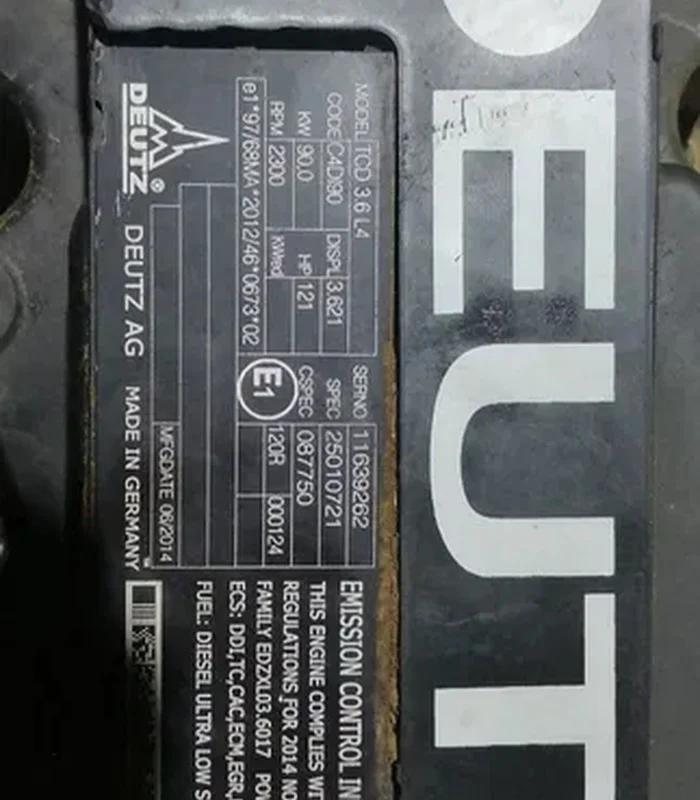 MODEL TCD 3.6 L4
CODE C4DI90 DISPL 3.621
KW 90.0 HP 121
RPM 2300 KWred
e1*97/68MA*2012/46*0673*02
SERNO 11639262
SPEC 25010721
CSPEC 087750
E1 120R 000124
MFGDATE 06/2014
DEUTZ®
DEUTZ AG MADE IN GERMANY
EMISSION CONTROL IN
THIS ENGINE COMPLIES WI
REGULATIONS FOR 2014 NO
FAMILY EDZXL03.6017 PO
ECS: DDI,TC,CAC,ECM,EGR,
FUEL: DIESEL ULTRA LOW S
DEUT